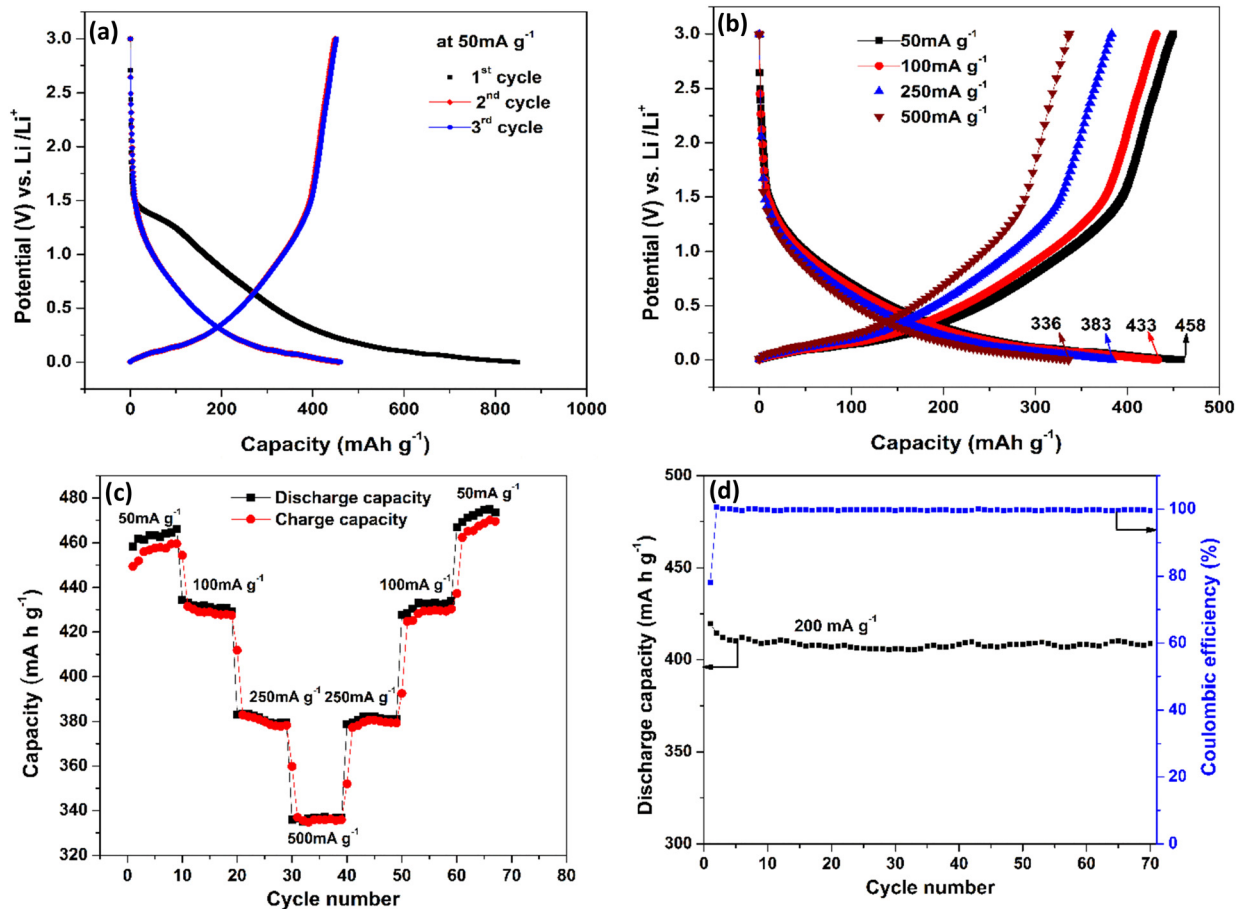 (a)
at 50mA g⁻¹
1ˢᵗ cycle
2ⁿᵈ cycle
3ʳᵈ cycle
Potential (V) vs. Li /Li⁺
3.0
2.5
2.0
1.5
1.0
0.5
0.0
0 200 400 600 800 1000
Capacity (mAh g⁻¹)
(b)
50mA g⁻¹
100mA g⁻¹
250mA g⁻¹
500mA g⁻¹
Potential (V) vs. Li /Li⁺
3.0
2.5
2.0
1.5
1.0
0.5
0.0
336 383 433 458
0 100 200 300 400 500
Capacity (mAh g⁻¹)
(c)
Discharge capacity
Charge capacity
50mA g⁻¹
100mA g⁻¹
250mA g⁻¹
500mA g⁻¹
250mA g⁻¹
100mA g⁻¹
50mA g⁻¹
Capacity (mA h g⁻¹)
480
460
440
420
400
380
360
340
320
0 10 20 30 40 50 60 70 80
Cycle number
(d)
200 mA g⁻¹
Discharge capacity (mA h g⁻¹)
500
450
400
350
300
0 10 20 30 40 50 60 70
Cycle number
100
80
60
40
20
0
Coulombic efficiency (%)